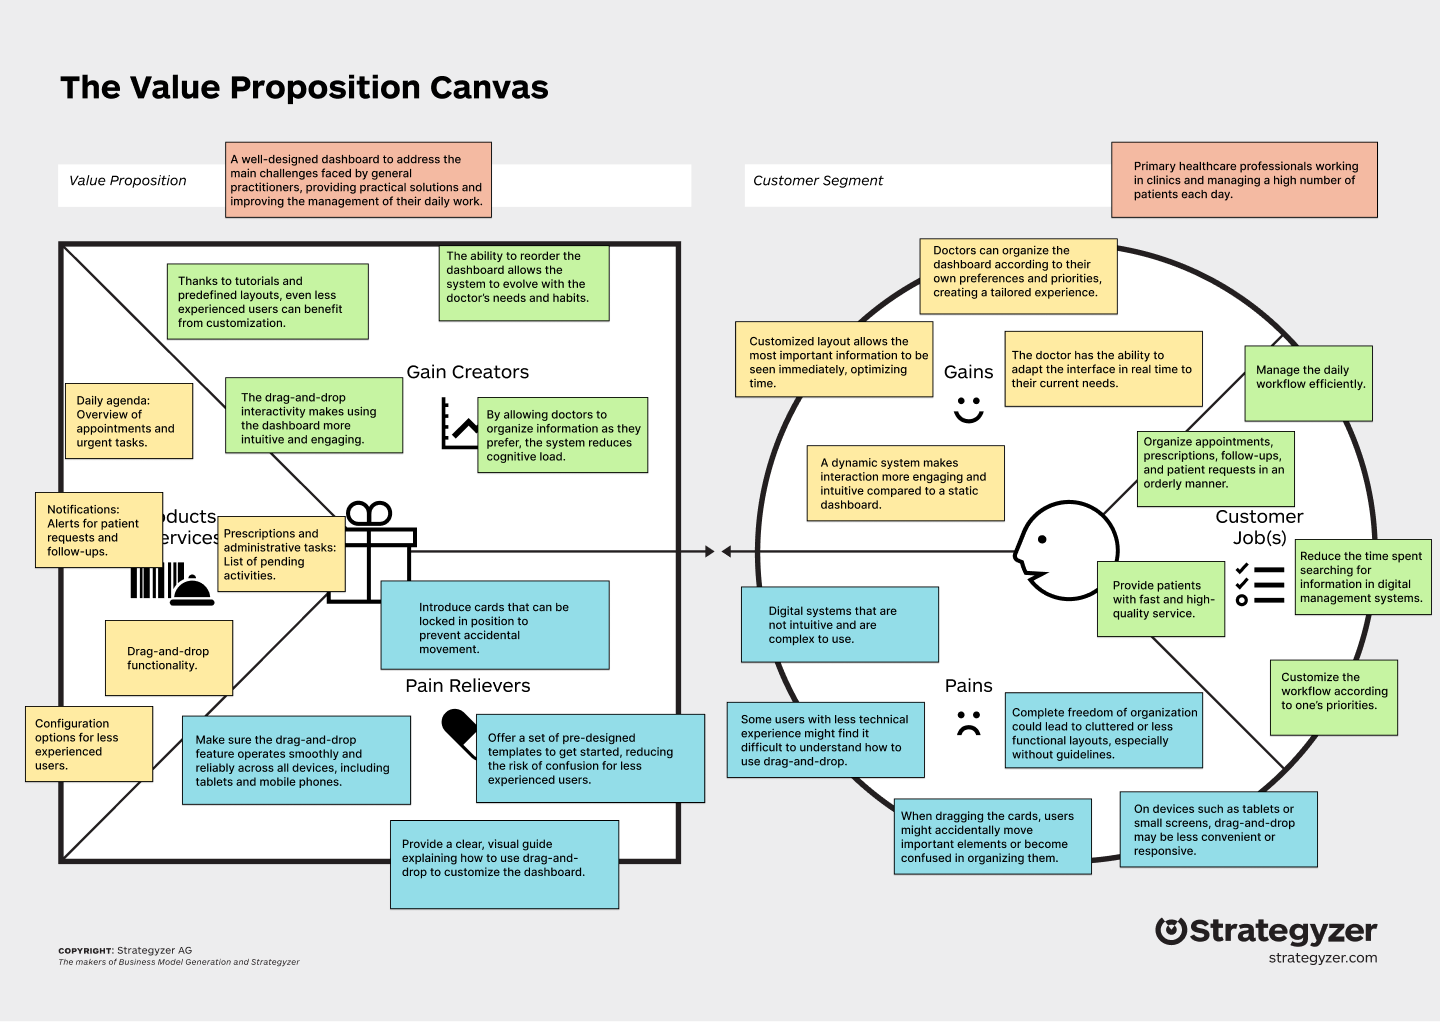 The Value Proposition Canvas
Value Proposition
A well-designed dashboard to address the
main challenges faced by general
practitioners, providing practical solutions and
improving the management of their daily work.
Customer Segment
Primary healthcare professionals working
in clinics and managing a high number of
patients each day.
Thanks to tutorials and
predefined layouts, even less
experienced users can benefit
from customization.
The ability to reorder the
dashboard allows the
system to evolve with the
doctor's needs and habits.
Gain Creators
The drag-and-drop
interactivity makes using
the dashboard more
intuitive and engaging.
By allowing doctors to
organize information as they
prefer, the system reduces
cognitive load.
Daily agenda:
Overview of
appointments and
urgent tasks.
Notifications:
Alerts for patient
requests and
follow-ups.
oducts
ervices
Prescriptions and
administrative tasks:
List of pending
activities.
Drag-and-drop
functionality.
Configuration
options for less
experienced
users.
Introduce cards that can be
locked in position to
prevent accidental
movement.
Pain Relievers
Make sure the drag-and-drop
feature operates smoothly and
reliably across all devices, including
tablets and mobile phones.
Offer a set of pre-designed
templates to get started, reducing
the risk of confusion for less
experienced users.
Provide a clear, visual guide
explaining how to use drag-and-
drop to customize the dashboard.
Doctors can organize the
dashboard according to their
own preferences and priorities,
creating a tailored experience.
Customized layout allows the
most important information to be
seen immediately, optimizing
time.
Gains
The doctor has the ability to
adapt the interface in real time to
their current needs.
A dynamic system makes
interaction more engaging and
intuitive compared to a static
dashboard.
Manage the daily
workflow efficiently.
Organize appointments,
prescriptions, follow-ups,
and patient requests in an
orderly manner.
Customer
Job(s)
Reduce the time spent
searching for
information in digital
management systems.
Provide patients
with fast and high-
quality service.
Customize the
workflow according
to one's priorities.
Digital systems that are
not intuitive and are
complex to use.
Pains
Some users with less technical
experience might find it
difficult to understand how to
use drag-and-drop.
Complete freedom of organization
could lead to cluttered or less
functional layouts, especially
without guidelines.
When dragging the cards, users
might accidentally move
important elements or become
confused in organizing them.
On devices such as tablets or
small screens, drag-and-drop
may be less convenient or
responsive.
COPYRIGHT: Strategyzer AG
The makers of Business Model Generation and Strategyzer
Strategyzer
strategyzer.com